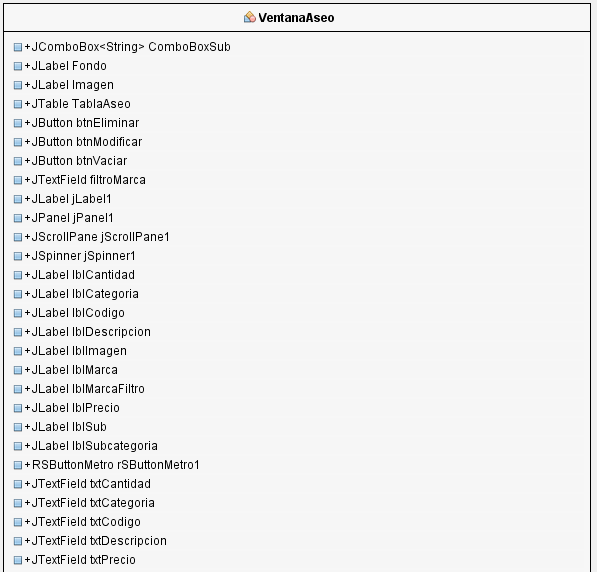 VentanaAseo
+JComboBox<String> ComboBoxSub
+JLabel Fondo
+JLabel Imagen
+JTable TablaAseo
+JButton btnEliminar
+JButton btnModificar
+JButton btnVaciar
+JTextField filtroMarca
+JLabel jLabel1
+JPanel jPanel1
+JScrollPane jScrollPane1
+JSpinner jSpinner1
+JLabel lblCantidad
+JLabel lblCategoria
+JLabel lblCodigo
+JLabel lblDescripcion
+JLabel lblImagen
+JLabel lblMarca
+JLabel lblMarcaFiltro
+JLabel lblPrecio
+JLabel lblSub
+JLabel lblSubcategoria
+RSButtonMetro rSButtonMetro1
+JTextField txtCantidad
+JTextField txtCategoria
+JTextField txtCodigo
+JTextField txtDescripcion
+JTextField txtPrecio